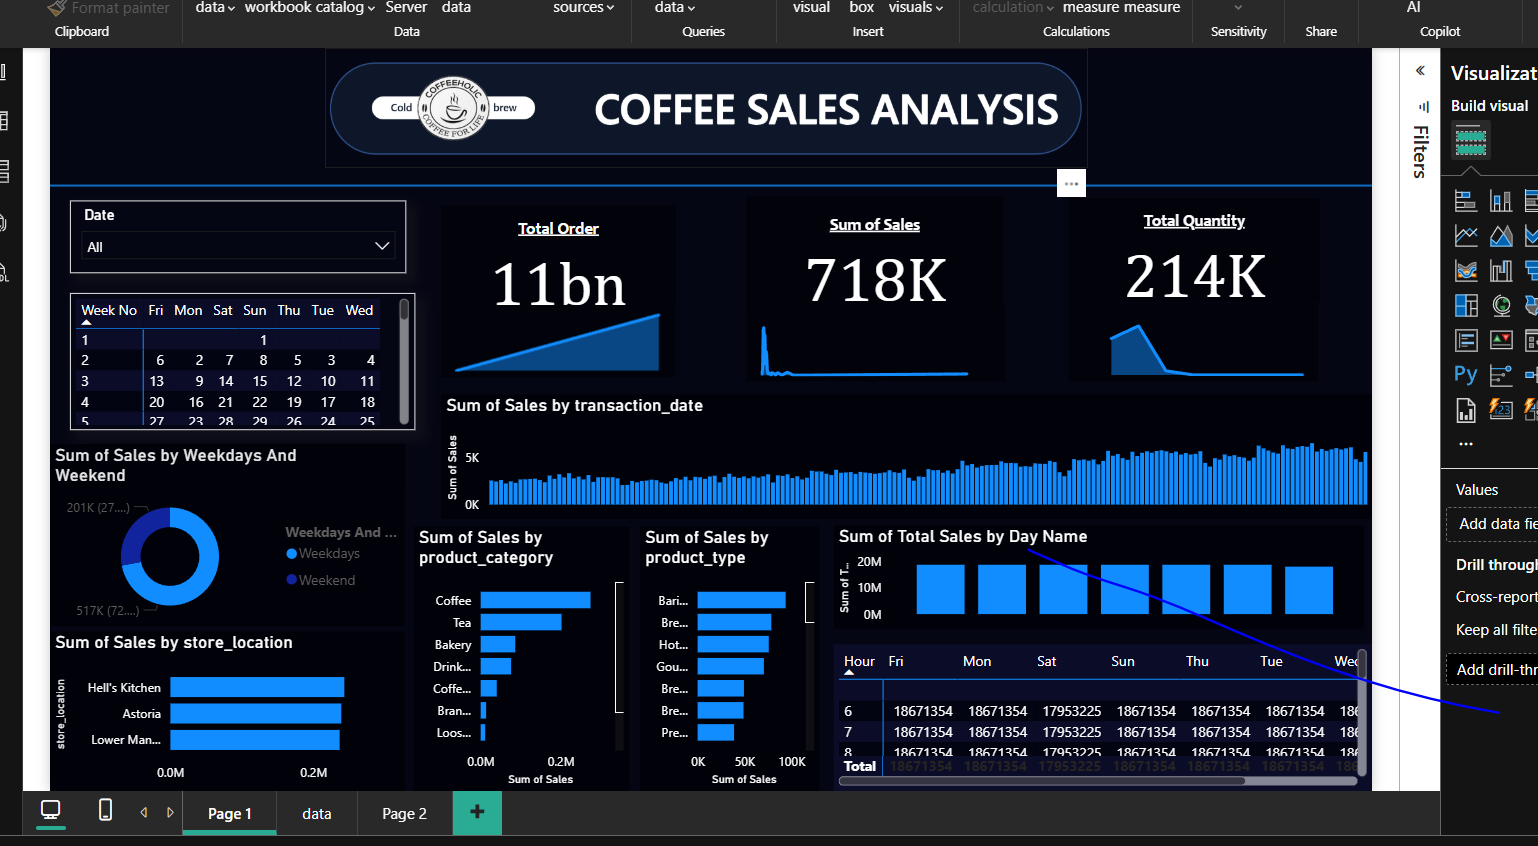 Format painter
data
workbook
catalog
Server
data
sources
data
visual
box
visuals
calculation
measure
measure
AI
Clipboard
Data
Queries
Insert
Calculations
Sensitivity
Share
Copilot
COFFEEHOLIC
Cold
brew
COFFEE FOR LIFE
COFFEE SALES ANALYSIS
Filters
Visualizat
Build visual
Date
All
Week No Fri Mon Sat Sun Thu Tue Wed
1 1
2 6 2 7 8 5 3 4
3 13 9 14 15 12 10 11
4 20 16 21 22 19 17 18
5 27 23 28 29 26 24 25
Total Order
11bn
Sum of Sales
718K
Total Quantity
214K
Sum of Sales by transaction_date
Sum of Sales
5K
0K
Sum of Sales by Weekdays And
Weekend
201K (27....)
517K (72....)
Weekdays And ...
Weekdays
Weekend
Sum of Sales by store_location
store_location
Hell's Kitchen
Astoria
Lower Man...
0.0M 0.2M
Sum of Sales by
product_category
Coffee
Tea
Bakery
Drink...
Coffe...
Bran...
Loos...
0.0M 0.2M
Sum of Sales
Sum of Sales by
product_type
Bari...
Bre...
Hot...
Gou...
Bre...
Bre...
Pre...
0K 50K 100K
Sum of Sales
Sum of Total Sales by Day Name
Sum of T...
20M
10M
0M
Hour Fri Mon Sat Sun Thu Tue Wed
6 18671354 18671354 17953225 18671354 18671354 18671354 186
7 18671354 18671354 17953225 18671354 18671354 18671354 186
8 18671354 18671354 17953225 18671354 18671354 18671354 186
Total 18671354 18671354 17953225 18671354 18671354 18671354 186
Py
123
Values
Add data fie
Drill through
Cross-report
Keep all filte
Add drill-thr
Page 1
data
Page 2
+